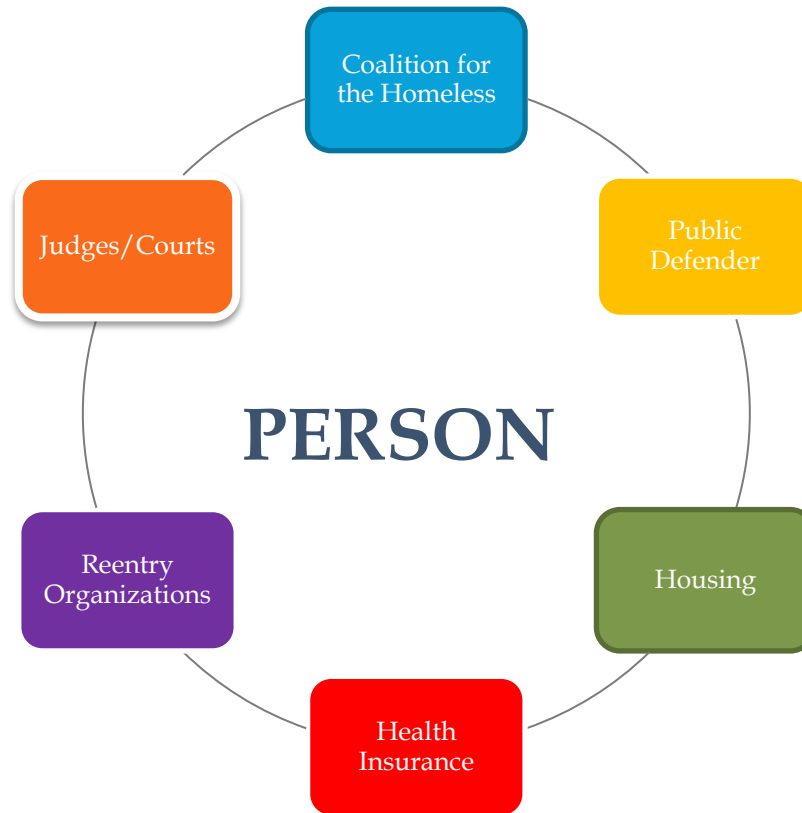 Coalition for
the Homeless
Judges/Courts
Public
Defender
PERSON
Reentry
Organizations
Housing
Health
Insurance